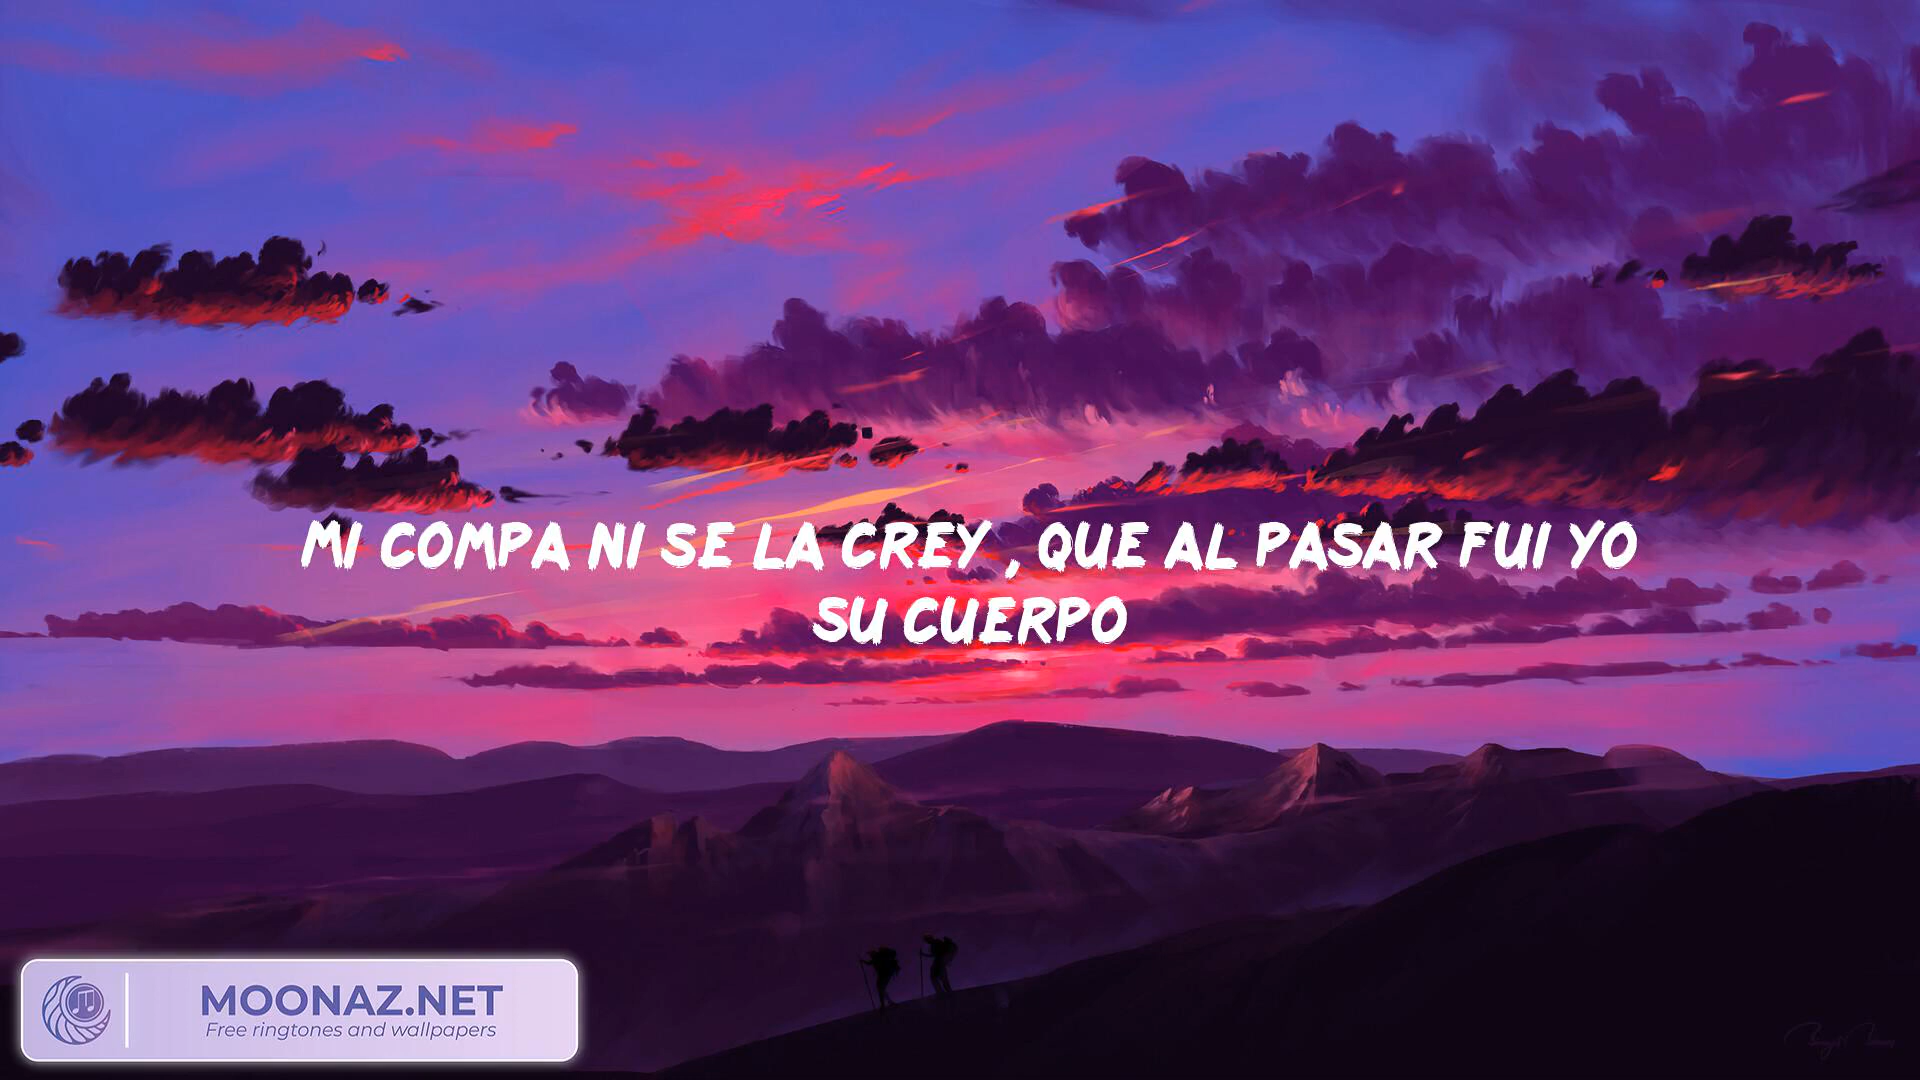 MI COMPA NI SE LA CREY , QUE AL PASAR FUI YO
SU CUERPO
MOONAZ.NET
Free ringtones and wallpapers